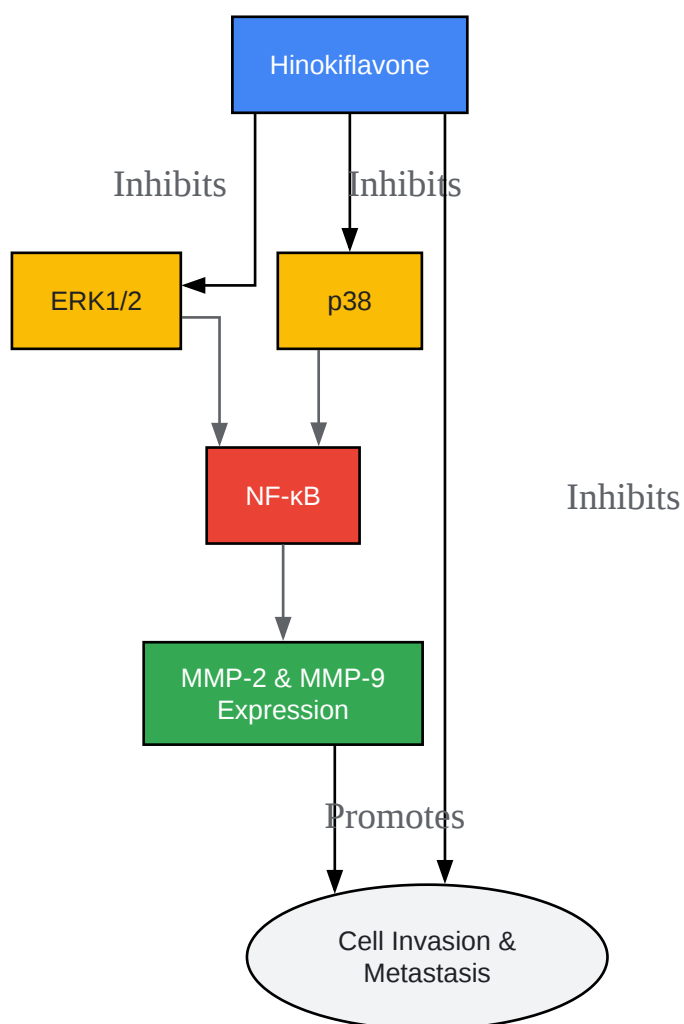 Hinokiflavone
Inhibits
Inhibits
ERK1/2
p38
NF-κB
Inhibits
MMP-2 & MMP-9
Expression
Promotes
Cell Invasion &
Metastasis